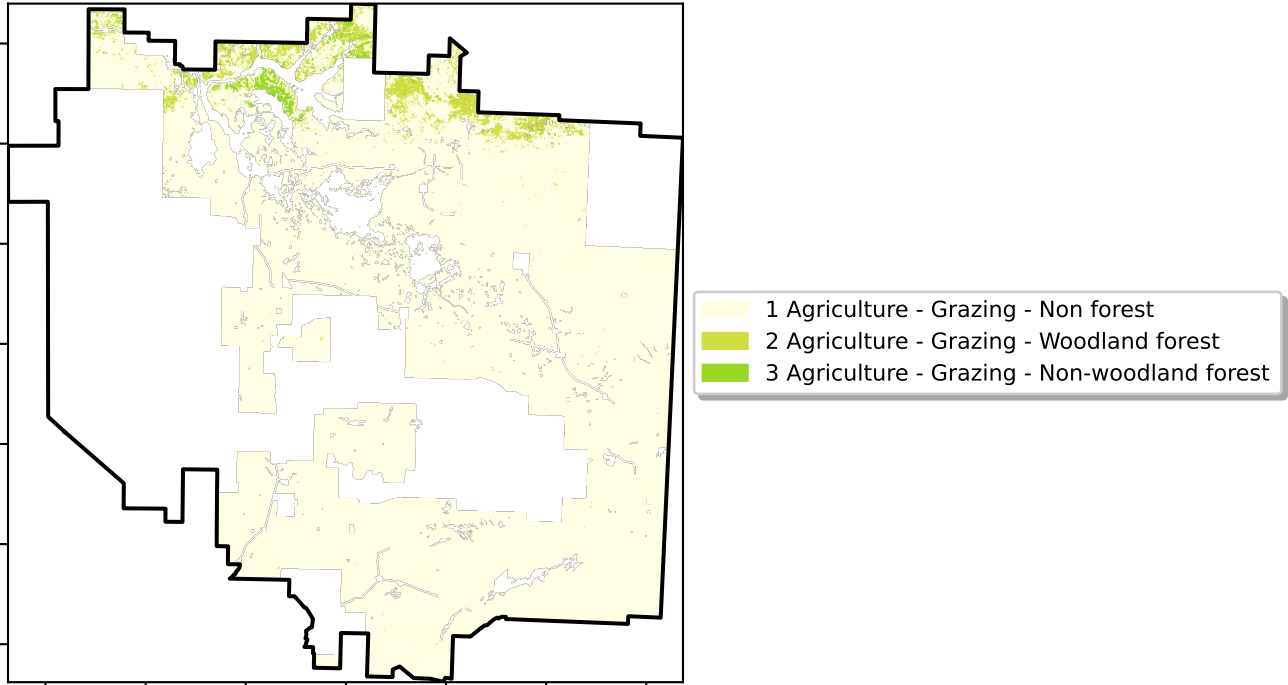 1 Agriculture - Grazing - Non forest
2 Agriculture - Grazing - Woodland forest
3 Agriculture - Grazing - Non-woodland forest